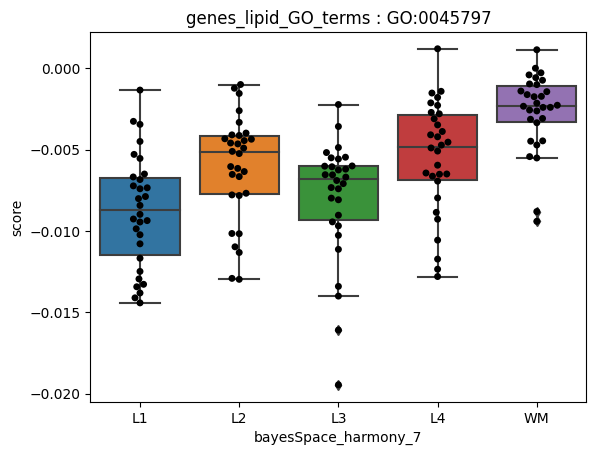 genes_lipid_GO_terms : GO:0045797
0.000
−0.005
−0.010
−0.015
−0.020
score
L1 L2 L3 L4 WM
bayesSpace_harmony_7